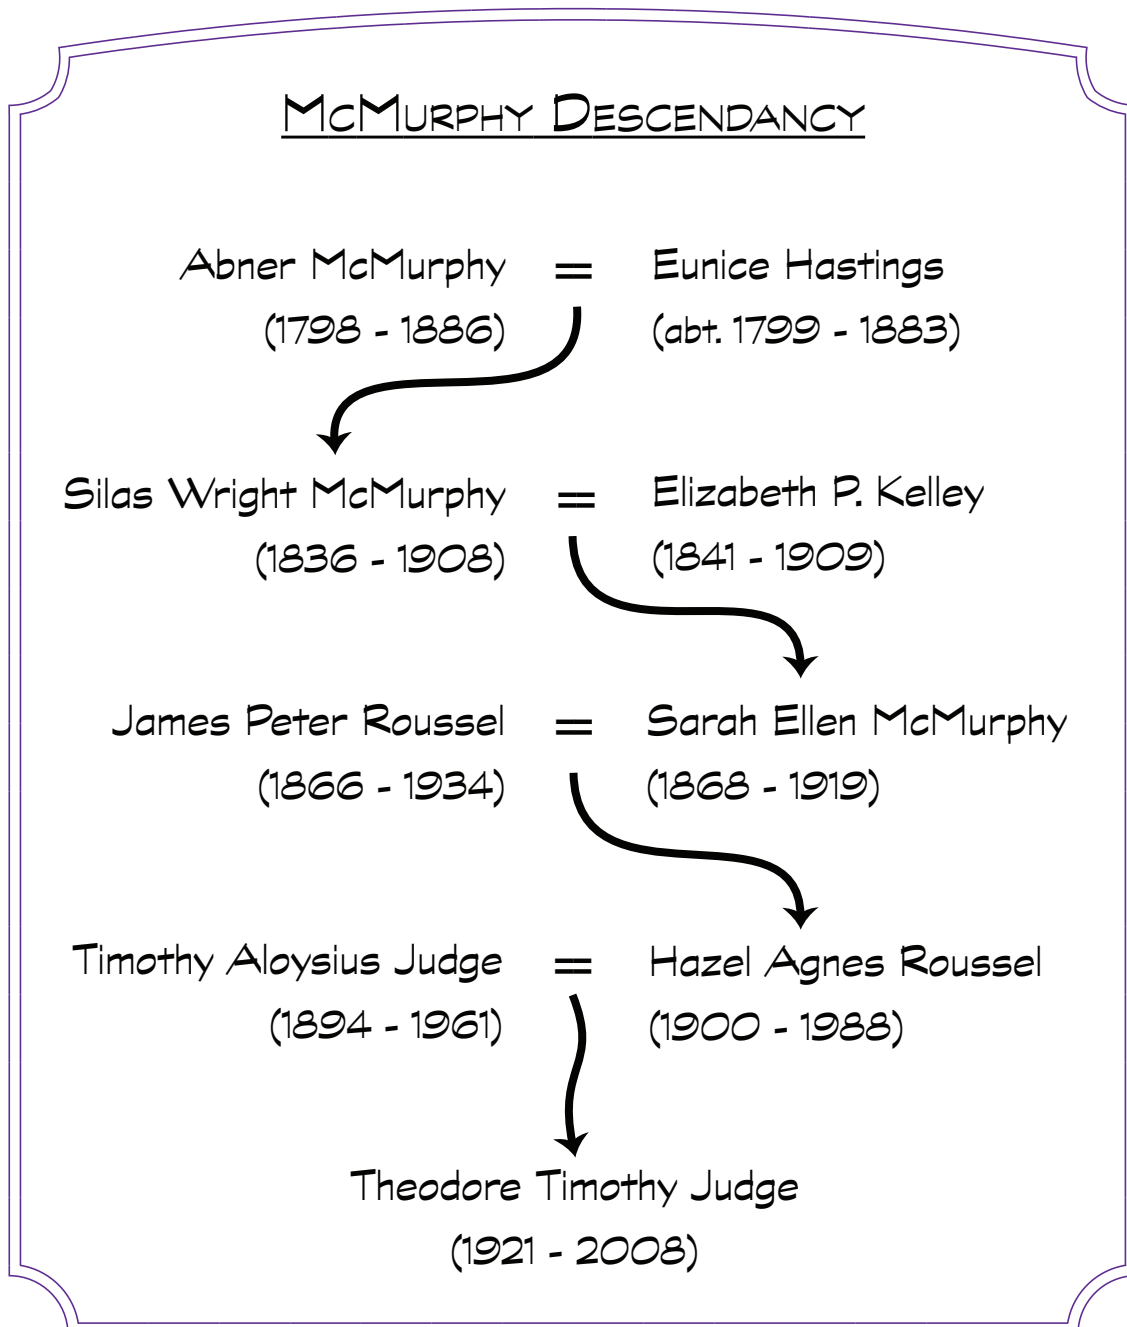 McMurphy Descendancy
Abner McMurphy = Eunice Hastings
(1798 - 1886) (abt. 1799 - 1883)
Silas Wright McMurphy = Elizabeth P. Kelley
(1836 - 1908) (1841 - 1909)
James Peter Roussel = Sarah Ellen McMurphy
(1866 - 1934) (1868 - 1919)
Timothy Aloysius Judge = Hazel Agnes Roussel
(1894 - 1961) (1900 - 1988)
Theodore Timothy Judge
(1921 - 2008)